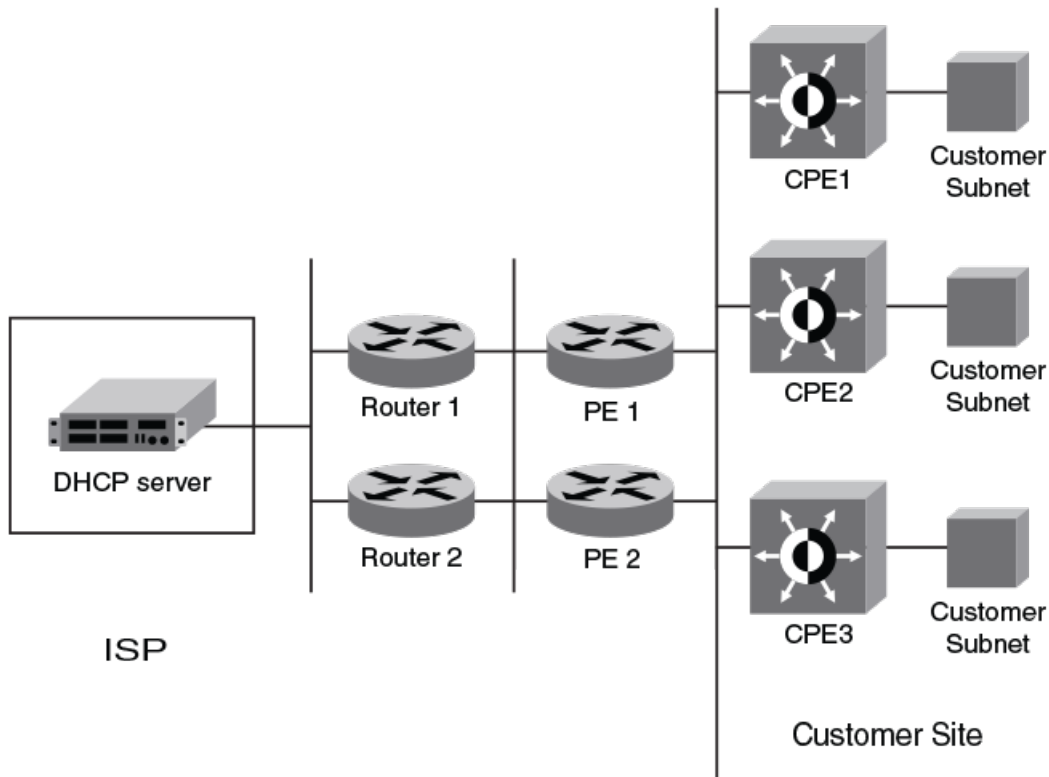 CPE1
Customer
Subnet
CPE2
Customer
Subnet
Router 1
PE 1
DHCP server
Router 2
PE 2
CPE3
Customer
Subnet
ISP
Customer Site